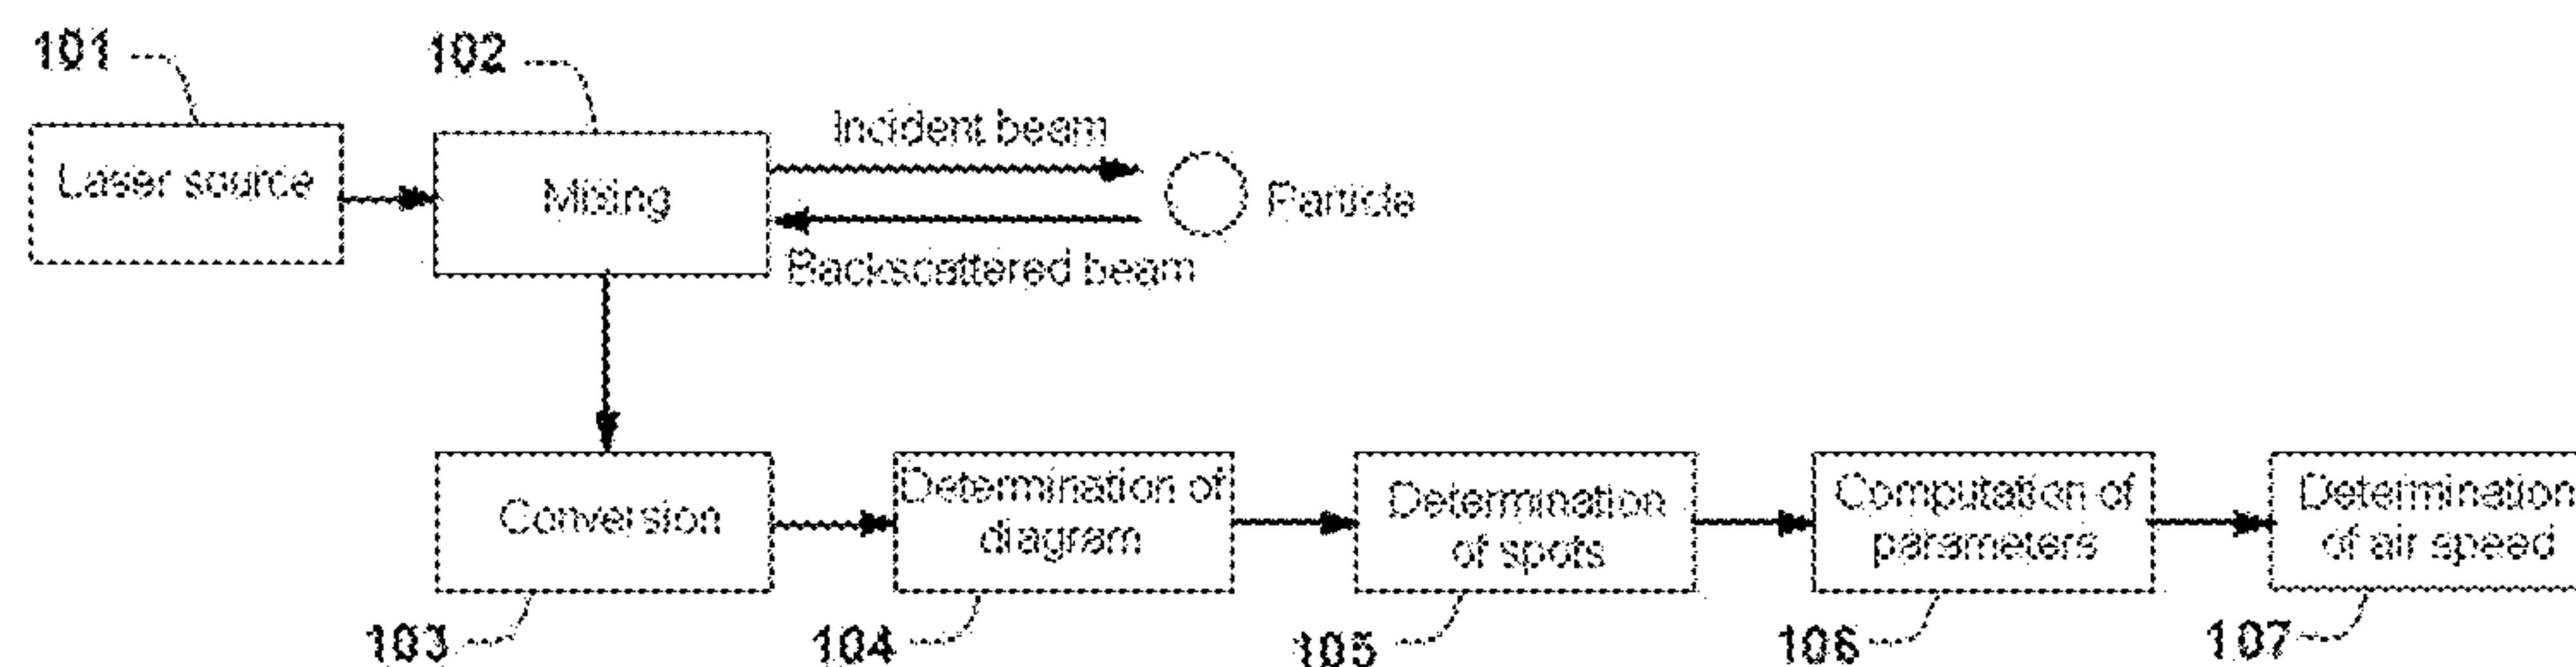 101
102
Laser source
Mixing
Incident beam
Particle
Backscattered beam
Conversion
Determination of
diagram
Determination
of spots
Computation of
parameters
Determination
of air speed
103
104
105
106
107